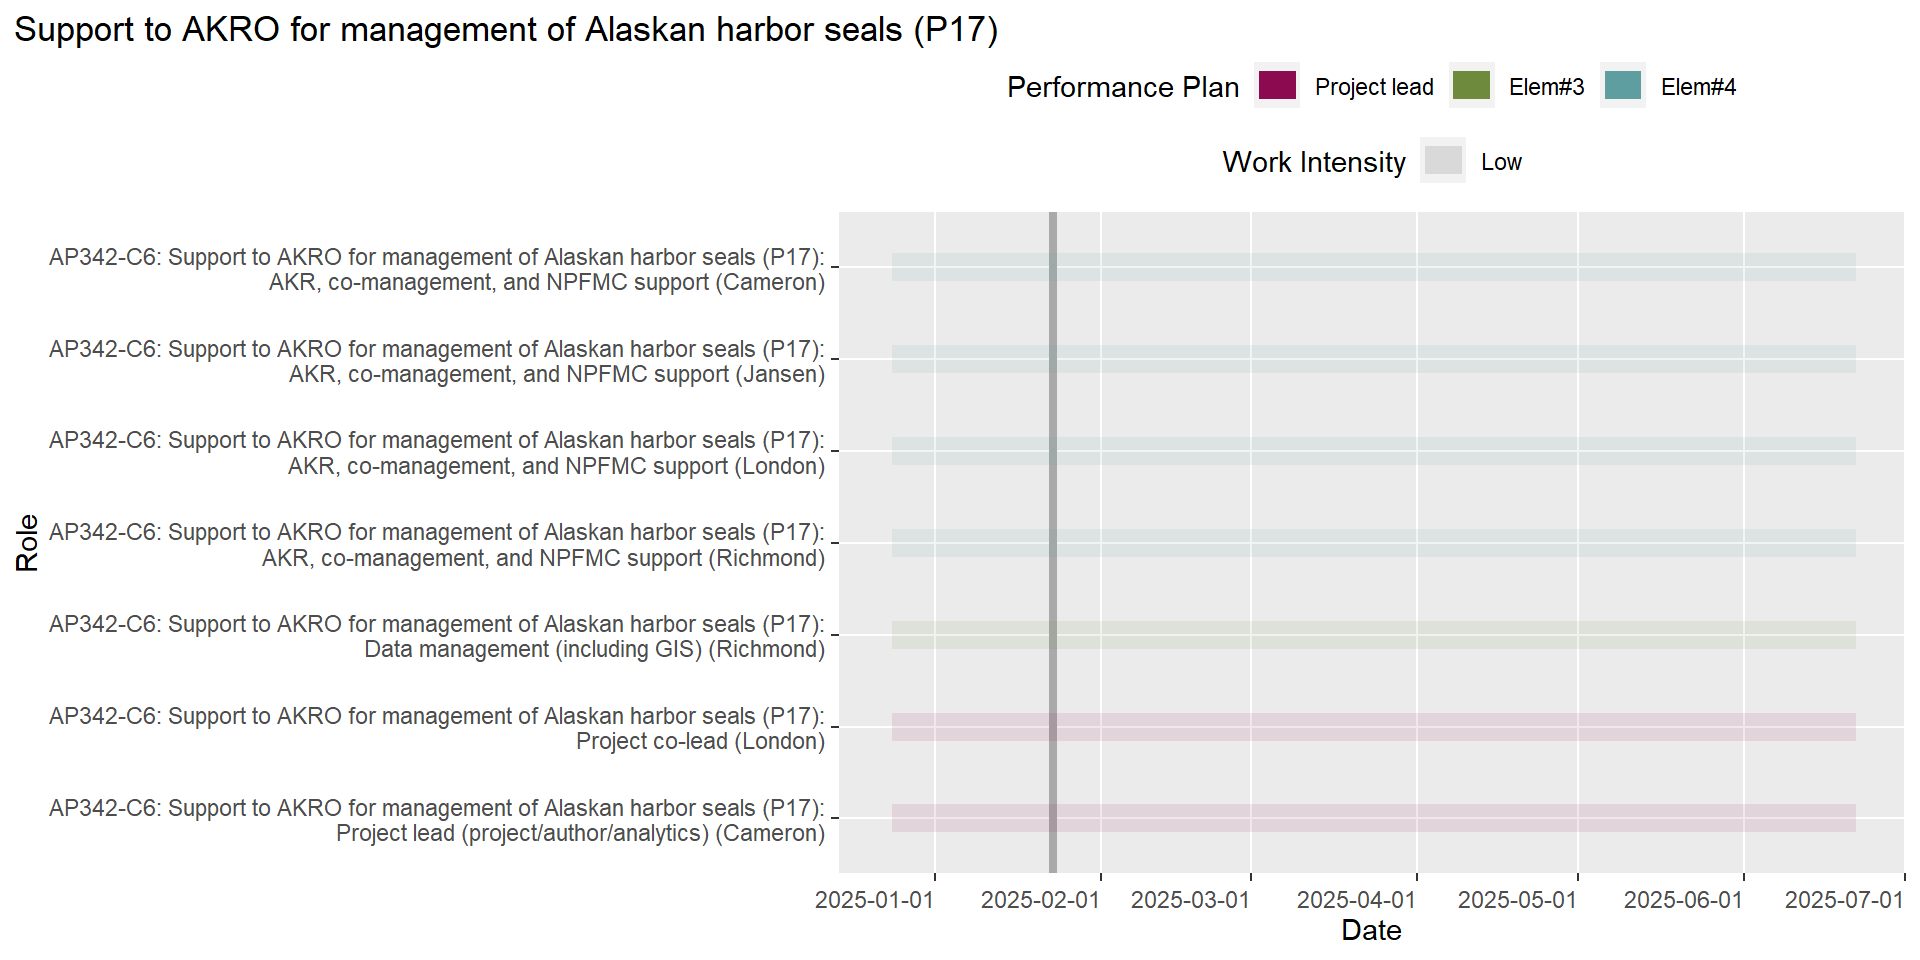 Support to AKRO for management of Alaskan harbor seals (P17)
Performance Plan Project lead Elem#3 Elem#4
Work Intensity Low
Role
AP342-C6: Support to AKRO for management of Alaskan harbor seals (P17):
AKR, co-management, and NPFMC support (Cameron)
AP342-C6: Support to AKRO for management of Alaskan harbor seals (P17):
AKR, co-management, and NPFMC support (Jansen)
AP342-C6: Support to AKRO for management of Alaskan harbor seals (P17):
AKR, co-management, and NPFMC support (London)
AP342-C6: Support to AKRO for management of Alaskan harbor seals (P17):
AKR, co-management, and NPFMC support (Richmond)
AP342-C6: Support to AKRO for management of Alaskan harbor seals (P17):
Data management (including GIS) (Richmond)
AP342-C6: Support to AKRO for management of Alaskan harbor seals (P17):
Project co-lead (London)
AP342-C6: Support to AKRO for management of Alaskan harbor seals (P17):
Project lead (project/author/analytics) (Cameron)
2025-01-01 2025-02-01 2025-03-01 2025-04-01 2025-05-01 2025-06-01 2025-07-01
Date